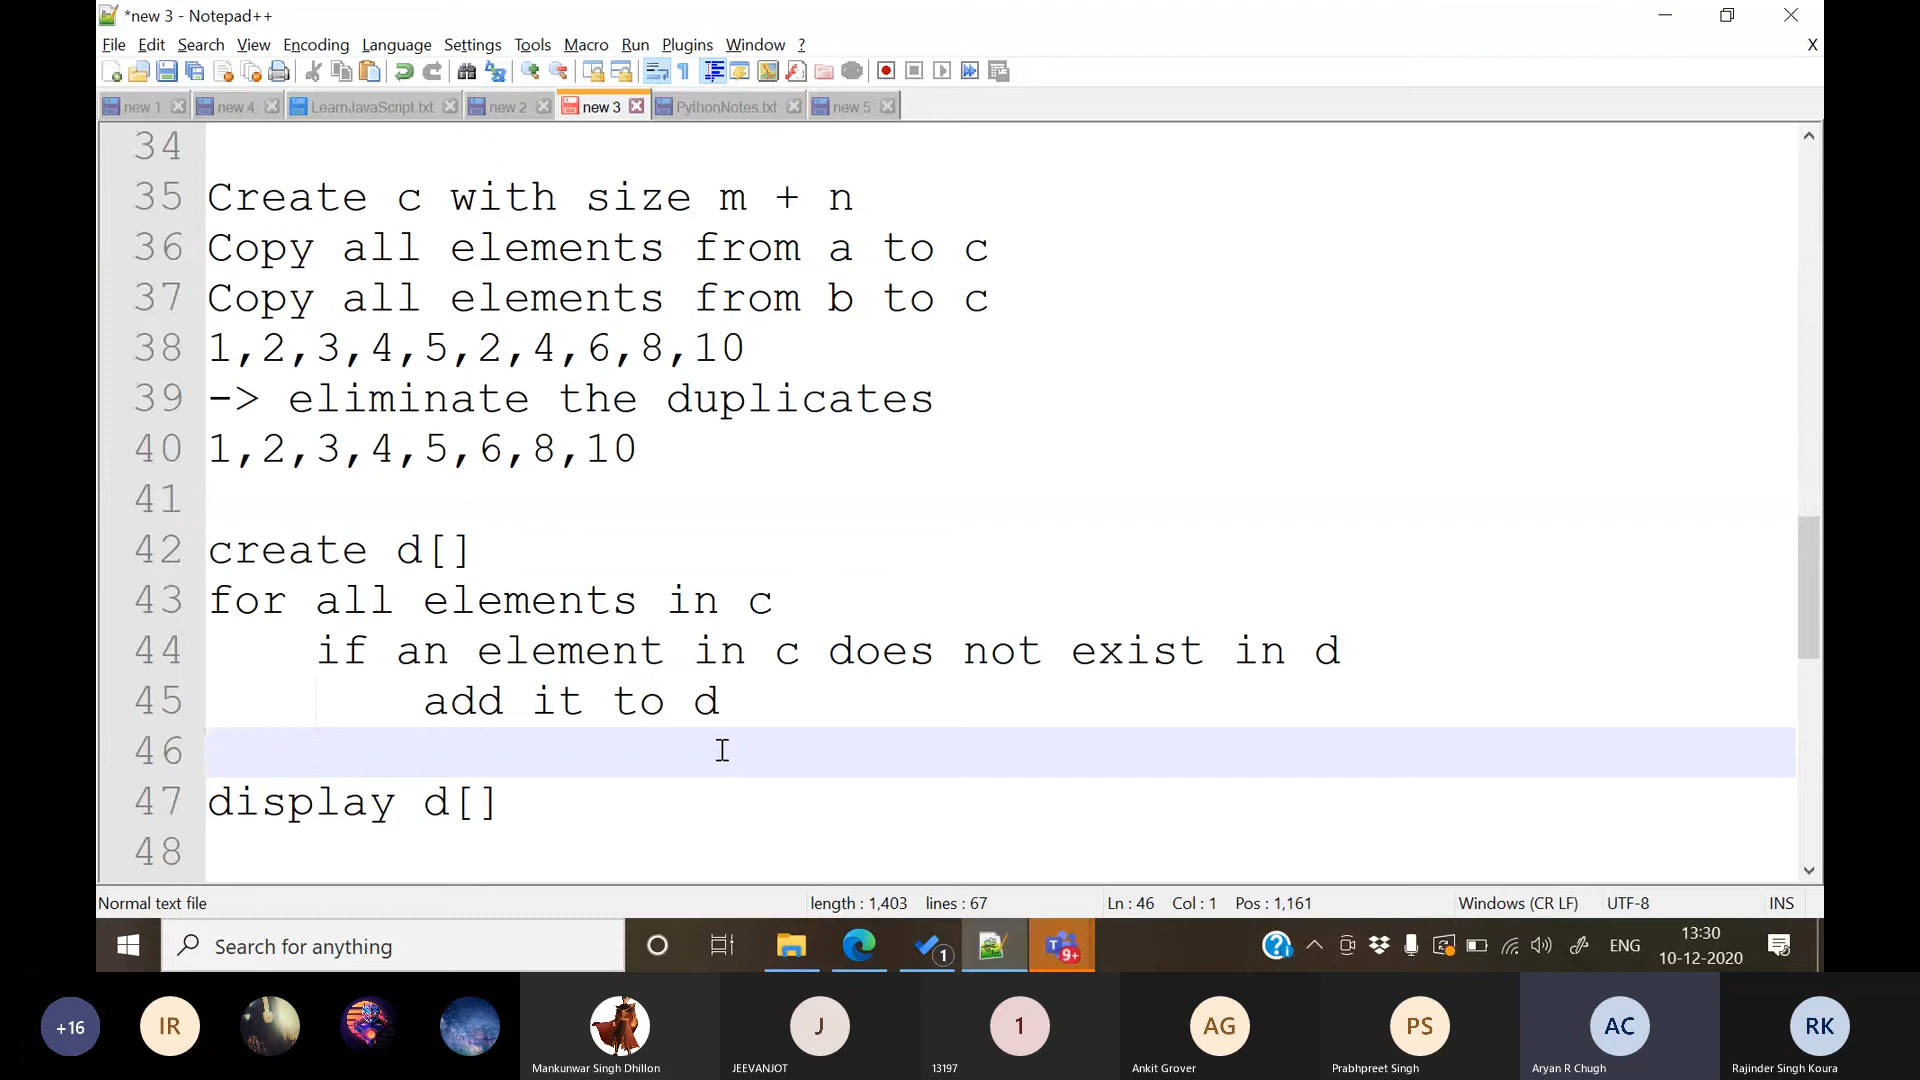 *new 3 - Notepad++
File Edit Search View Encoding Language Settings Tools Macro Run Plugins Window ? X
new 1 new 4 LearnJavaScript.txt new 2 new 3 PythonNotes.txt new 5
34
35 Create c with size m + n
36 Copy all elements from a to c
37 Copy all elements from b to c
38 1,2,3,4,5,2,4,6,8,10
39 -> eliminate the duplicates
40 1,2,3,4,5,6,8,10
41
42 create d[]
43 for all elements in c
44 if an element in c does not exist in d
45 add it to d
46
47 display d[]
48
Normal text file length : 1,403 lines : 67 Ln : 46 Col : 1 Pos : 1,161 Windows (CR LF) UTF-8 INS
Search for anything 1 9+ ENG 13:30
10-12-2020
+16 IR J 1 AG PS AC RK
Mankunwar Singh Dhillon JEEVANJOT 13197 Ankit Grover Prabhpreet Singh Aryan R Chugh Rajinder Singh Koura